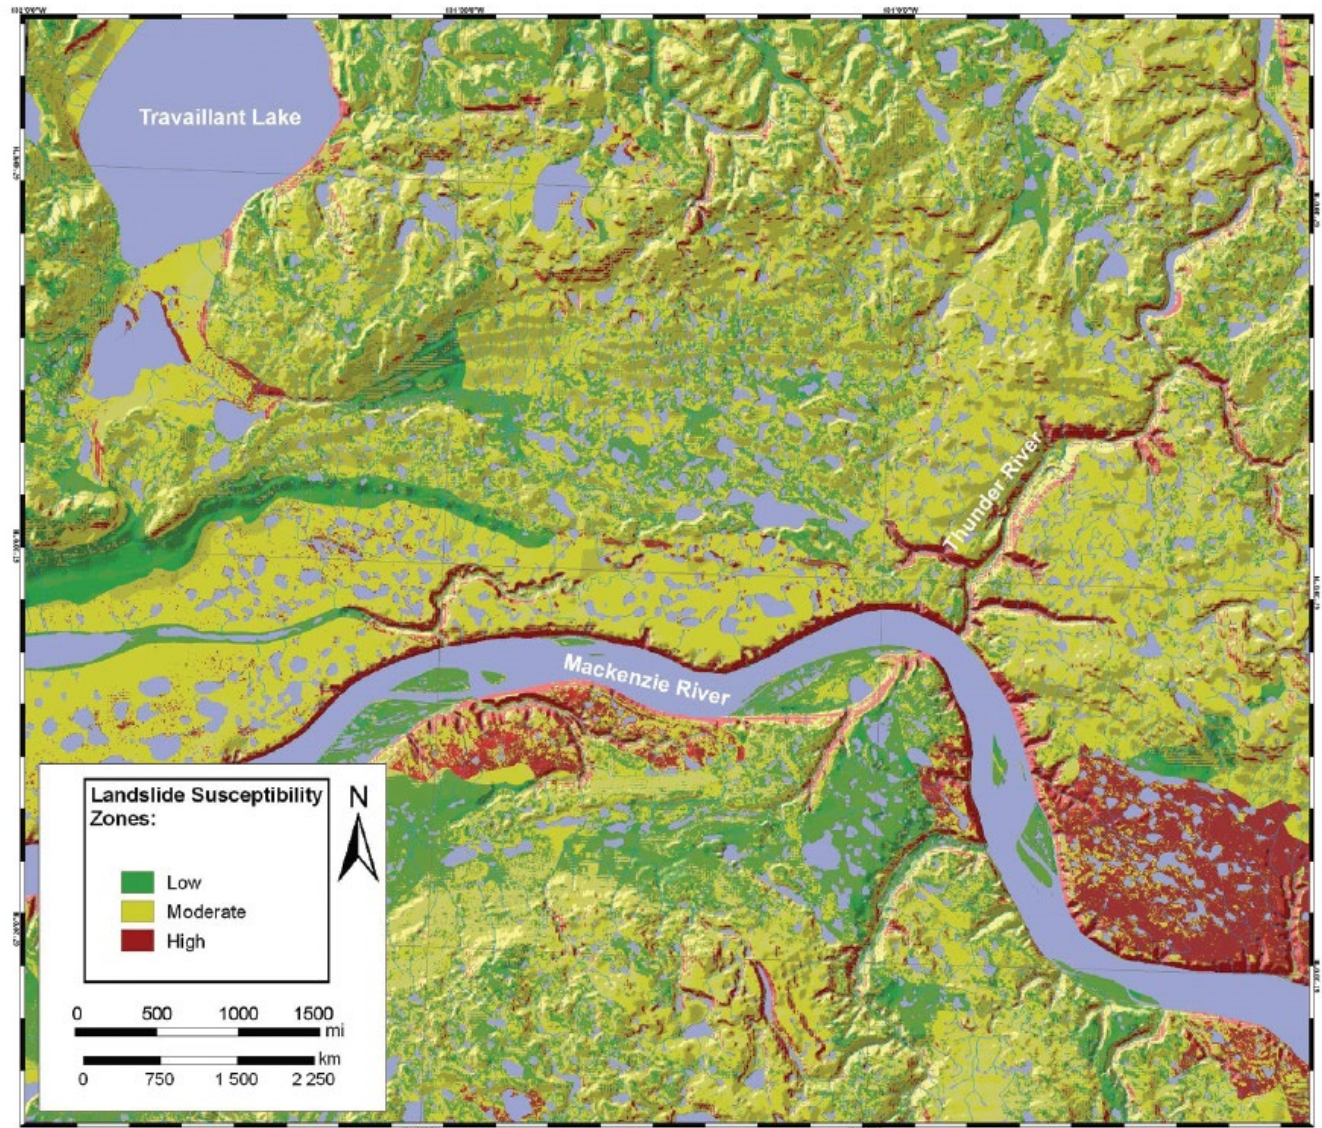 Travaillant Lake
Thunder River
Mackenzie River
Landslide Susceptibility
Zones:
Low
Moderate
High
N
0 500 1000 1500
mi
km
0 750 1 500 2 250